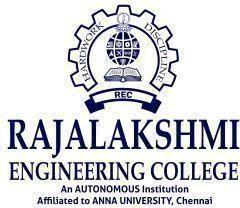 HARDWORK DISCIPLINE
REC
RAJALAKSHMI
ENGINEERING COLLEGE
An AUTONOMOUS Institution
Affiliated to ANNA UNIVERSITY, Chennai